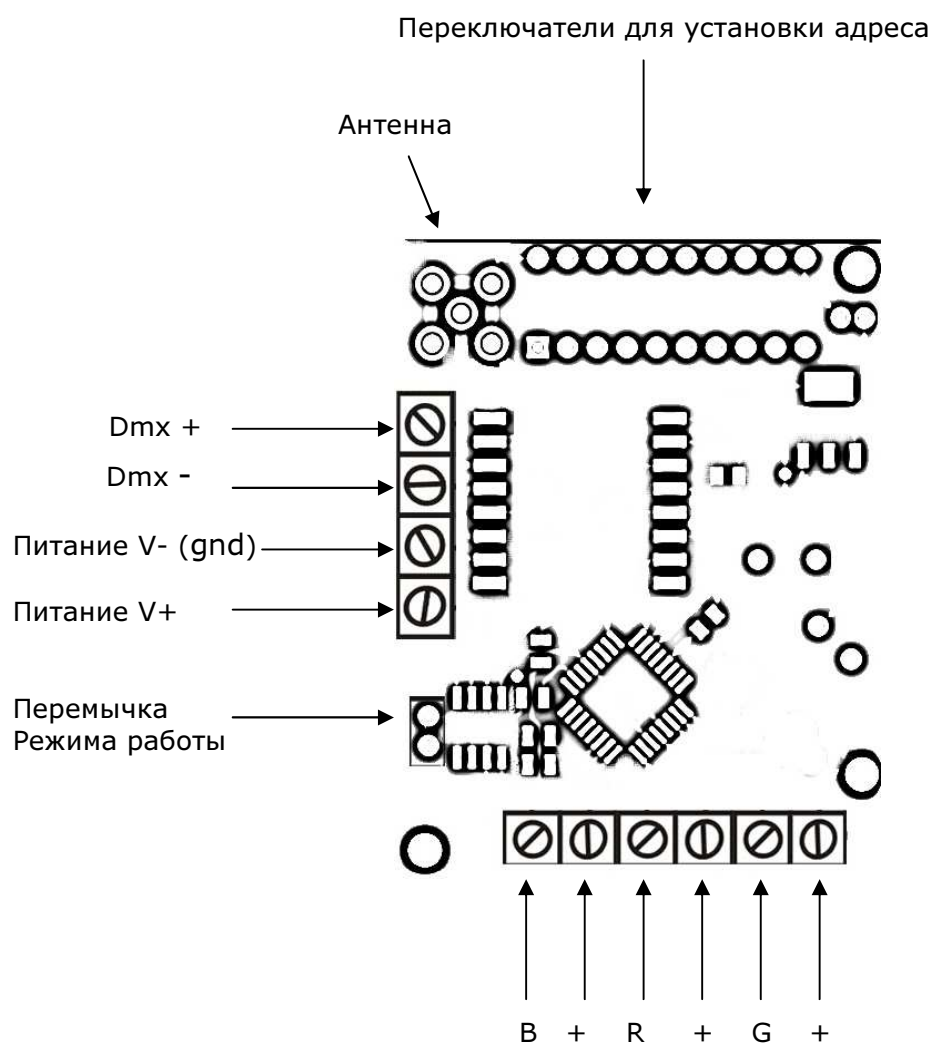 Переключатели для установки адреса
Антенна
Dmx +
Dmx -
Питание V- (gnd)
Питание V+
Перемычка
Режима работы
B + R + G +